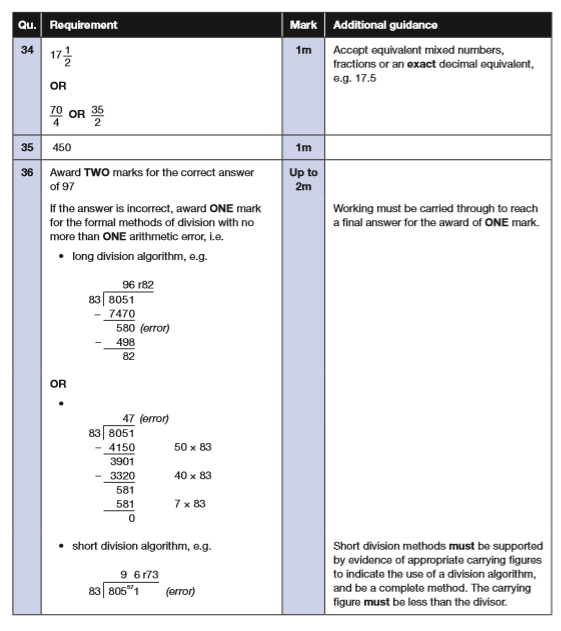 Qu. Requirement Mark Additional guidance
34 17 1/2 1m Accept equivalent mixed numbers,
fractions or an exact decimal equivalent,
e.g. 17.5
OR
70/4 OR 35/2
35 450 1m
36 Award TWO marks for the correct answer Up to
of 97 2m
If the answer is incorrect, award ONE mark Working must be carried through to reach
for the formal methods of division with no a final answer for the award of ONE mark.
more than ONE arithmetic error, i.e.
• long division algorithm, e.g.
96 r82
83 8051
− 7470
580 (error)
− 498
82
OR
•
47 (error)
83 8051
− 4150 50 × 83
3901
− 3320 40 × 83
581
581 7 × 83
0
• short division algorithm, e.g. Short division methods must be supported
by evidence of appropriate carrying figures
to indicate the use of a division algorithm,
and be a complete method. The carrying
figure must be less than the divisor.
9 6 r73
83 805⁵⁷1 (error)